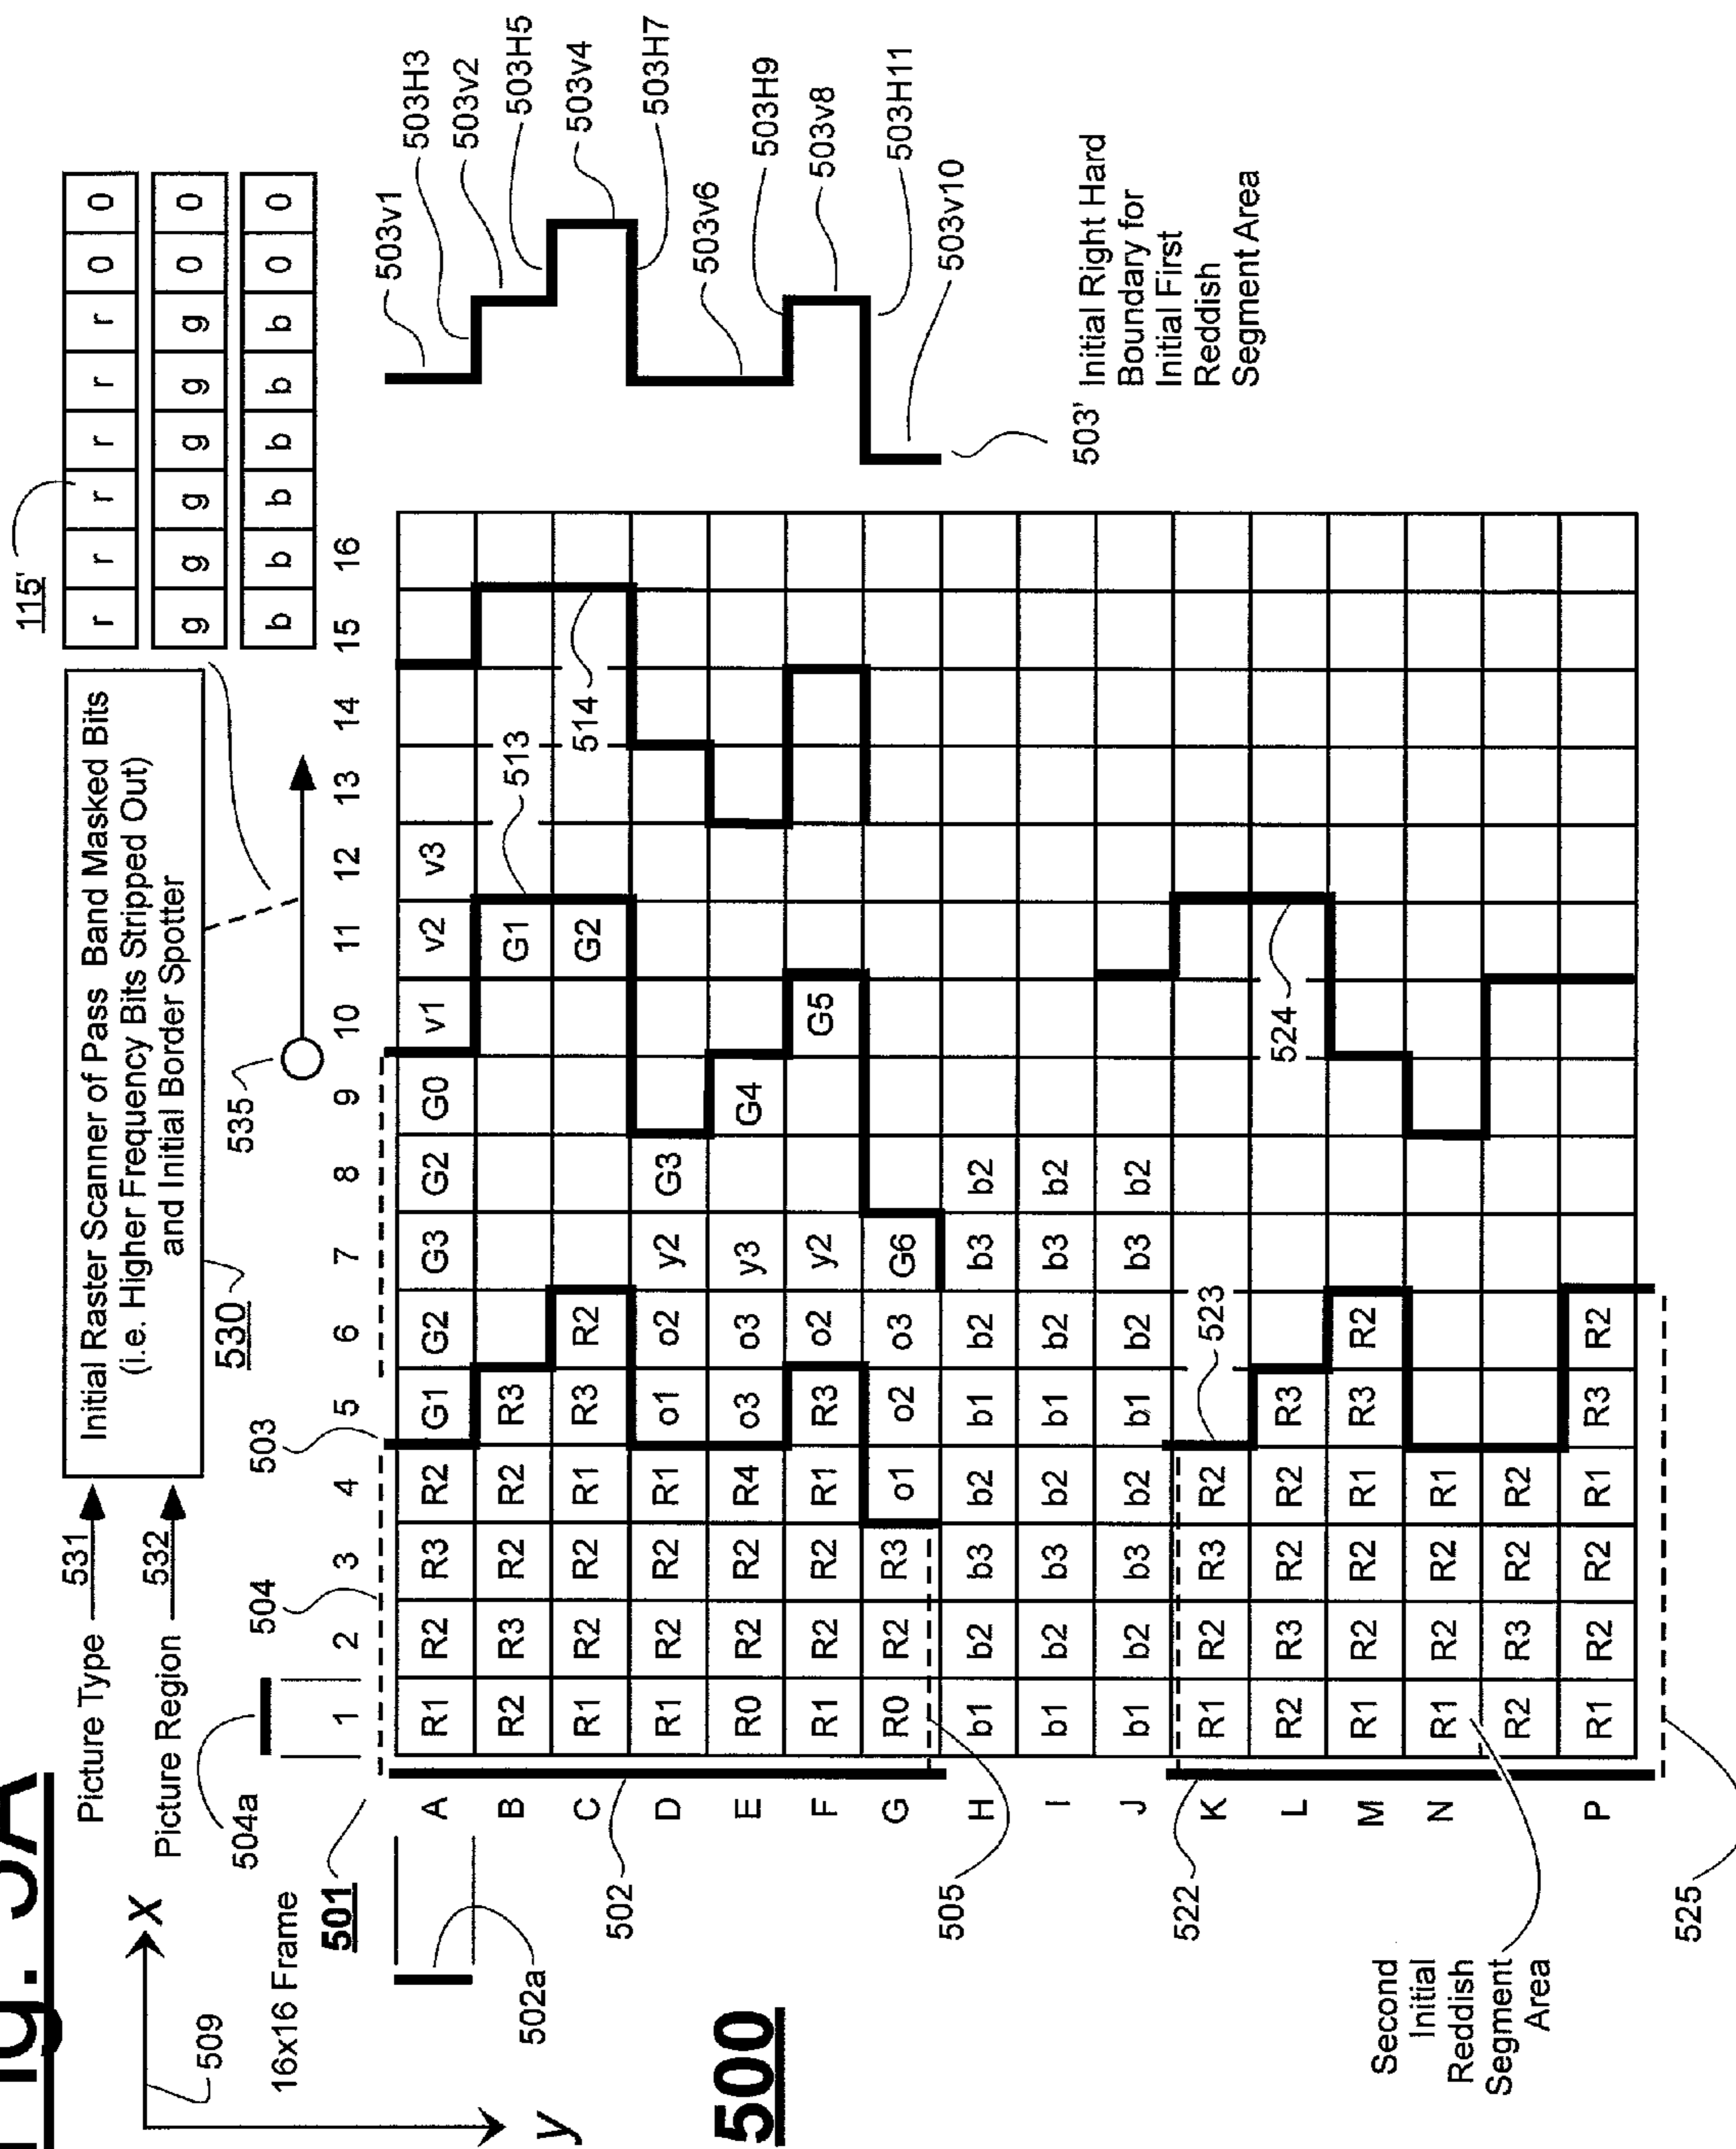 Fig. 5A
Picture Type 531
Picture Region 532
Initial Raster Scanner of Pass Band Masked Bits
(i.e. Higher Frequency Bits Stripped Out)
and Initial Border Spotter
530
535
115'
r r r r r r 0 0
g g g g g g 0 0
b b b b b b 0 0
x
y
509
504a
504
503
16x16 Frame
501
1 2 3 4 5 6 7 8 9 10 11 12 13 14 15 16
A R1 R2 R3 R2 G1 G2 G3 G2 G0 v1 v2 v3
B R2 R3 R2 R2 R3 G1 513
C R1 R2 R2 R1 R3 R2 G2 514
D R1 R2 R2 R1 o1 o2 y2 G3
E R0 R2 R2 R4 o3 o3 y3 G4
F R1 R2 R2 R1 R3 o2 y2 G5
G R0 R2 R3 o1 o2 o3 G6
H b1 b2 b3 b2 b1 b2 b3 b2
I b1 b2 b3 b2 b1 b2 b3 b2
J b1 b2 b3 b2 b1 b2 b3 b2
K R1 R2 R3 R2 523
L R2 R3 R2 R2 R3 524
M R1 R2 R2 R1 R3 R2
N R1 R2 R2 R1
R2 R3 R2 R2
P R1 R2 R2 R1 R3 R2
502a
502
500
505
522
Second
Initial
Reddish
Segment
Area
525
503v1
503H3
503v2
503H5
503v4
503H7
503v6
503H9
503v8
503H11
503v10
503' Initial Right Hard
Boundary for
Initial First
Reddish
Segment Area